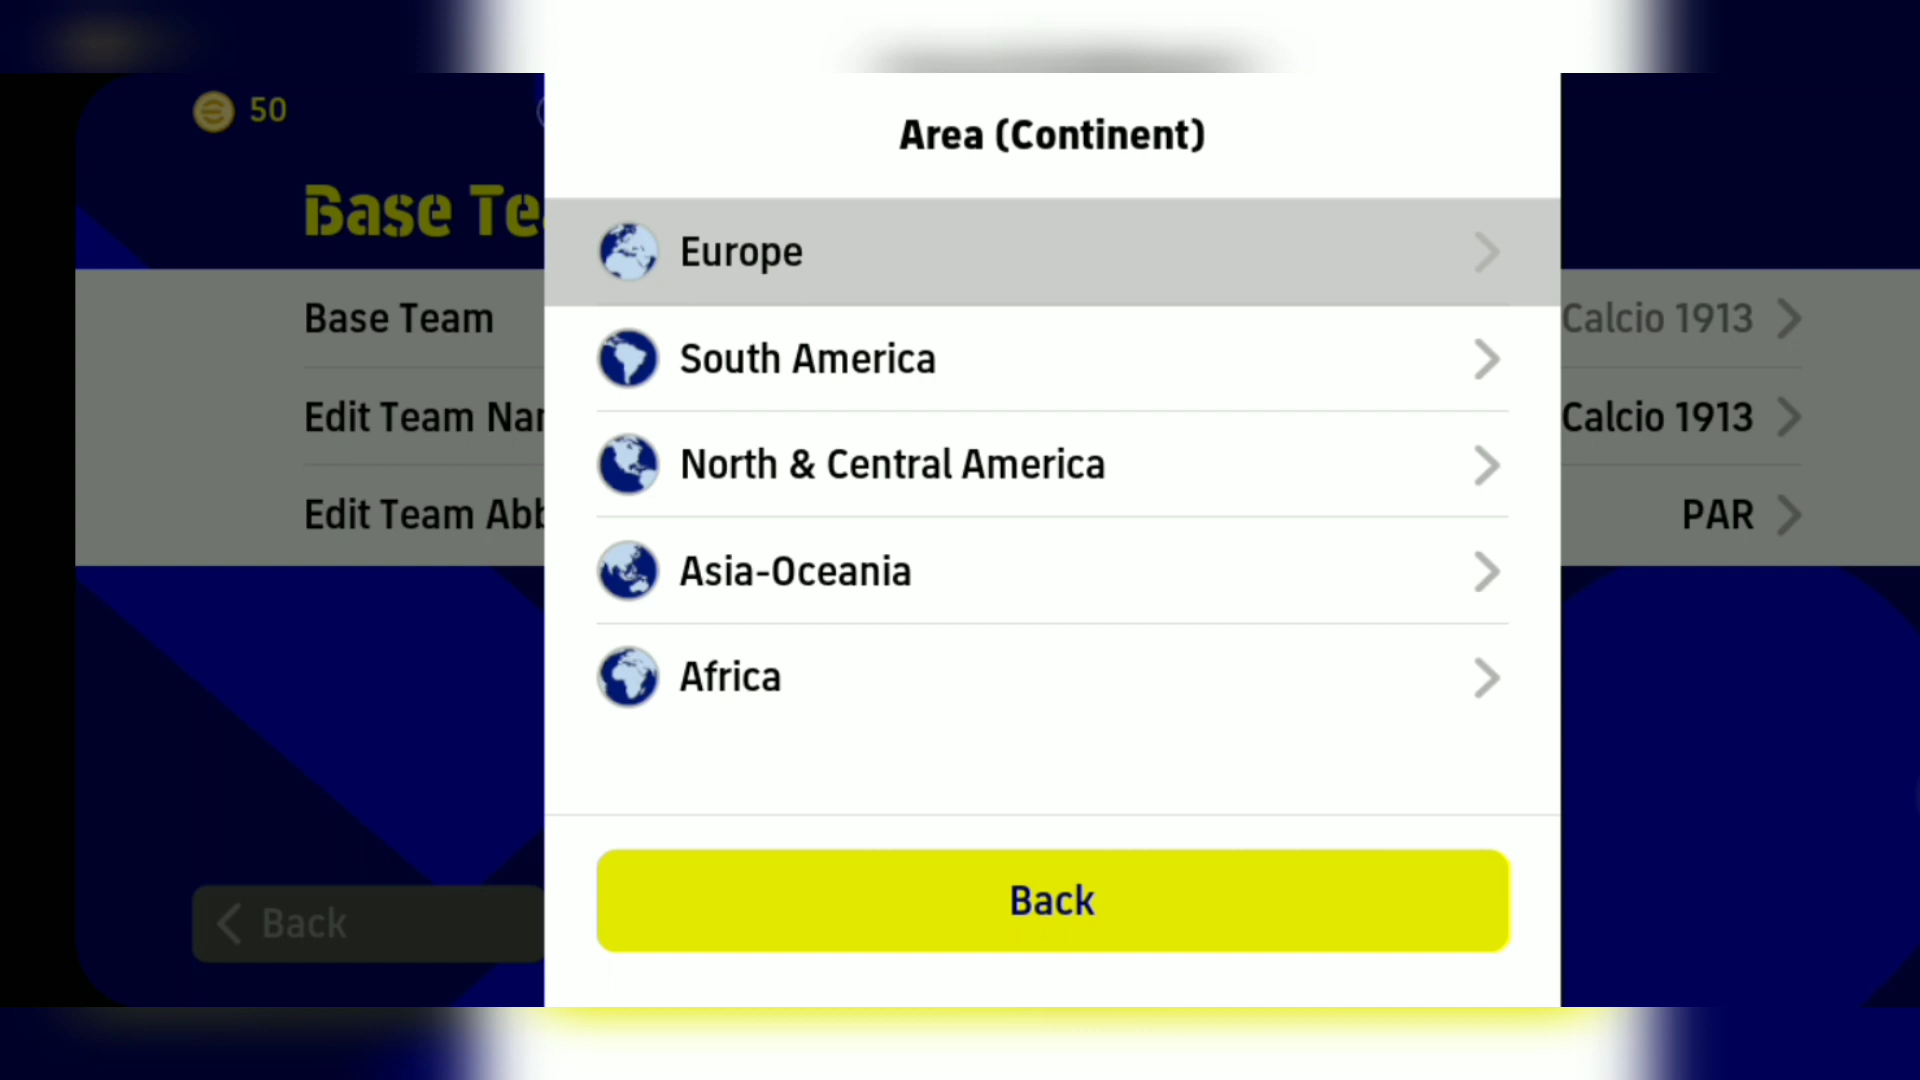 50
Area (Continent)
Base Te
Europe
South America
North & Central America
Asia-Oceania
Africa
Back
Base Team
Calcio 1913
Edit Team Nar
Calcio 1913
Edit Team Abb
PAR
Back